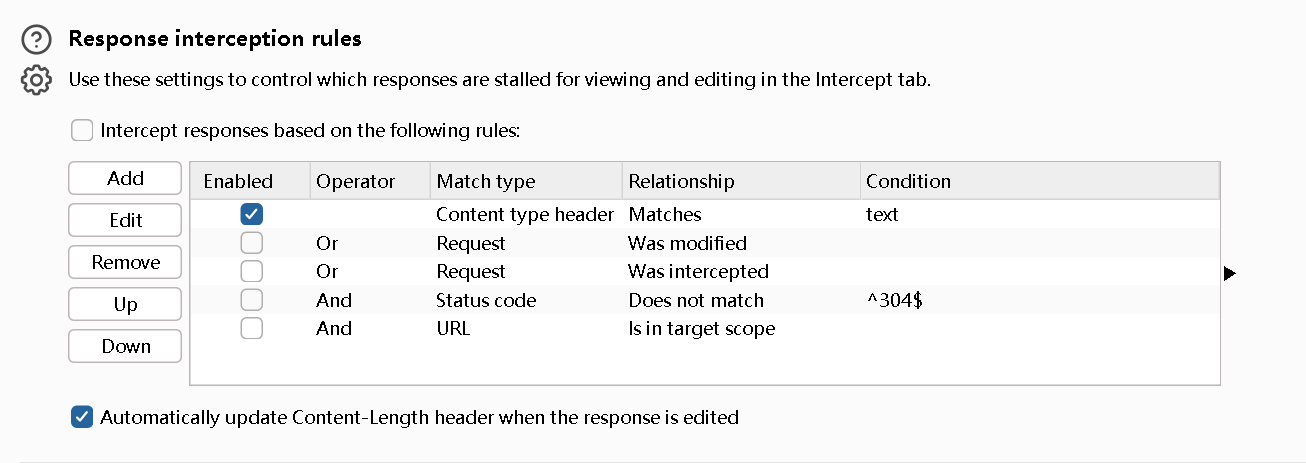 Response interception rules
Use these settings to control which responses are stalled for viewing and editing in the Intercept tab.
Intercept responses based on the following rules:
Add
Edit
Remove
Up
Down
Enabled Operator Match type Relationship Condition
Content type header Matches text
Or Request Was modified
Or Request Was intercepted
And Status code Does not match ^304$
And URL Is in target scope
Automatically update Content-Length header when the response is edited